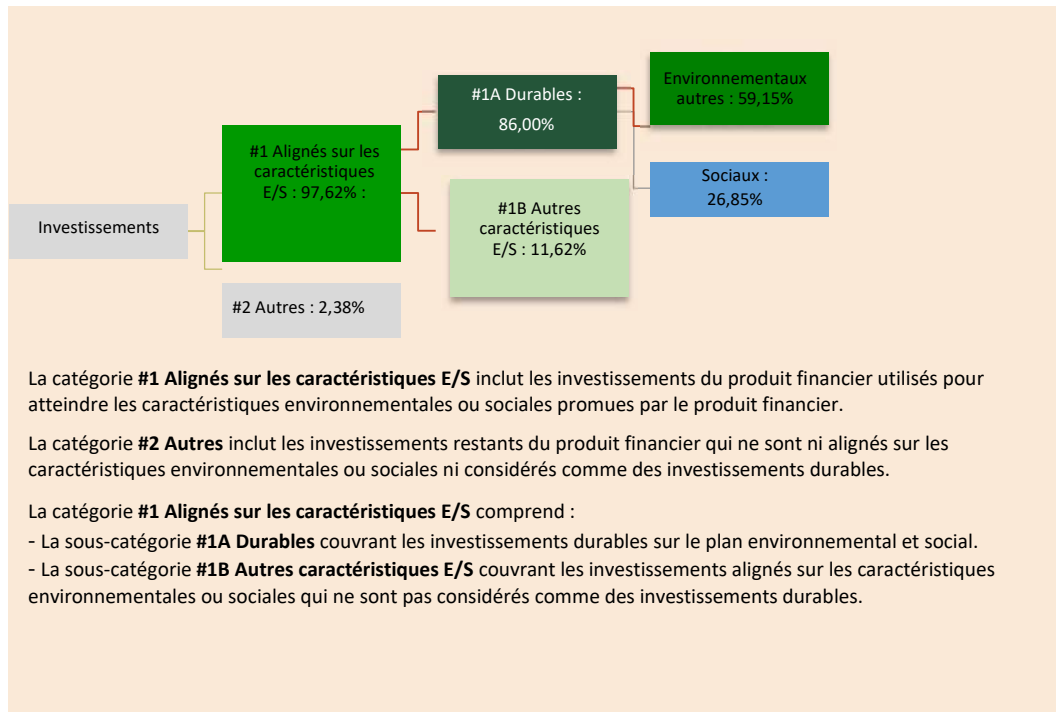 Investissements
#1 Alignés sur les
caractéristiques
E/S : 97,62% :
#2 Autres : 2,38%
#1A Durables :
86,00%
#1B Autres
caractéristiques
E/S : 11,62%
Environnementaux
autres : 59,15%
Sociaux :
26,85%
La catégorie #1 Alignés sur les caractéristiques E/S inclut les investissements du produit financier utilisés pour
atteindre les caractéristiques environnementales ou sociales promues par le produit financier.
La catégorie #2 Autres inclut les investissements restants du produit financier qui ne sont ni alignés sur les
caractéristiques environnementales ou sociales ni considérés comme des investissements durables.
La catégorie #1 Alignés sur les caractéristiques E/S comprend :
- La sous-catégorie #1A Durables couvrant les investissements durables sur le plan environnemental et social.
- La sous-catégorie #1B Autres caractéristiques E/S couvrant les investissements alignés sur les caractéristiques
environnementales ou sociales qui ne sont pas considérés comme des investissements durables.